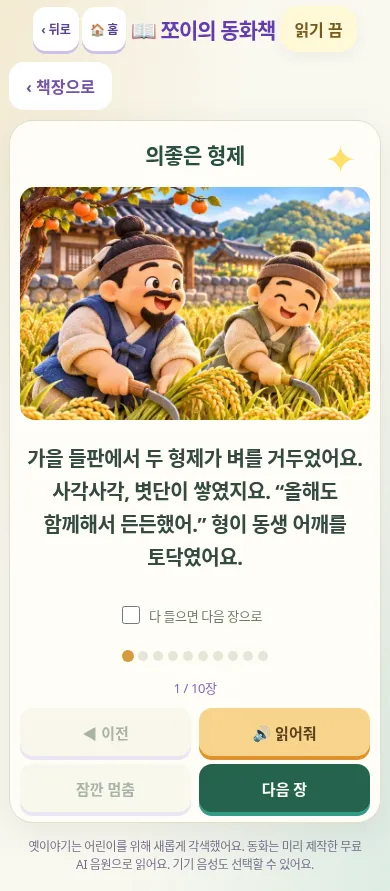 ‹ 뒤로 🏠 홈 📖 쪼이의 동화책 읽기 끔
‹ 책장으로
의좋은 형제
가을 들판에서 두 형제가 벼를 거두었어요.
사각사각, 볏단이 쌓였지요. “올해도
함께해서 든든했어.” 형이 동생 어깨를
토닥였어요.
다 들으면 다음 장으로
1 / 10장
◀ 이전 🔊 읽어줘
잠깐 멈춤 다음 장
옛이야기는 어린이를 위해 새롭게 각색했어요. 동화는 미리 제작한 무료
AI 음원으로 읽어요. 기기 음성도 선택할 수 있어요.